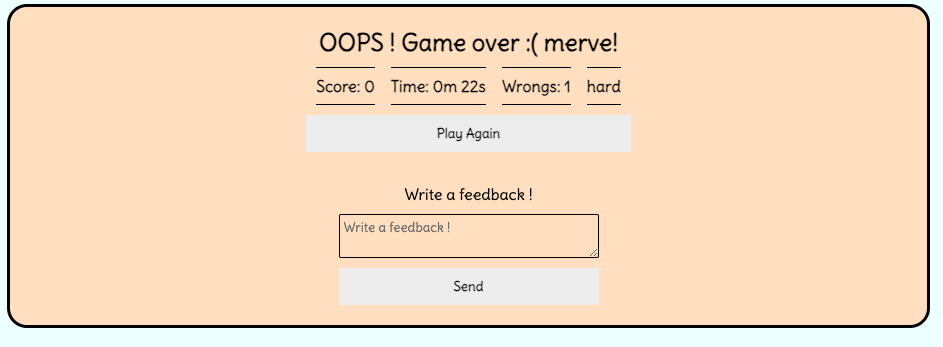 OOPS ! Game over :( merve!
Score: 0 Time: 0m 22s Wrongs: 1 hard
Play Again
Write a feedback !
Write a feedback !
Send